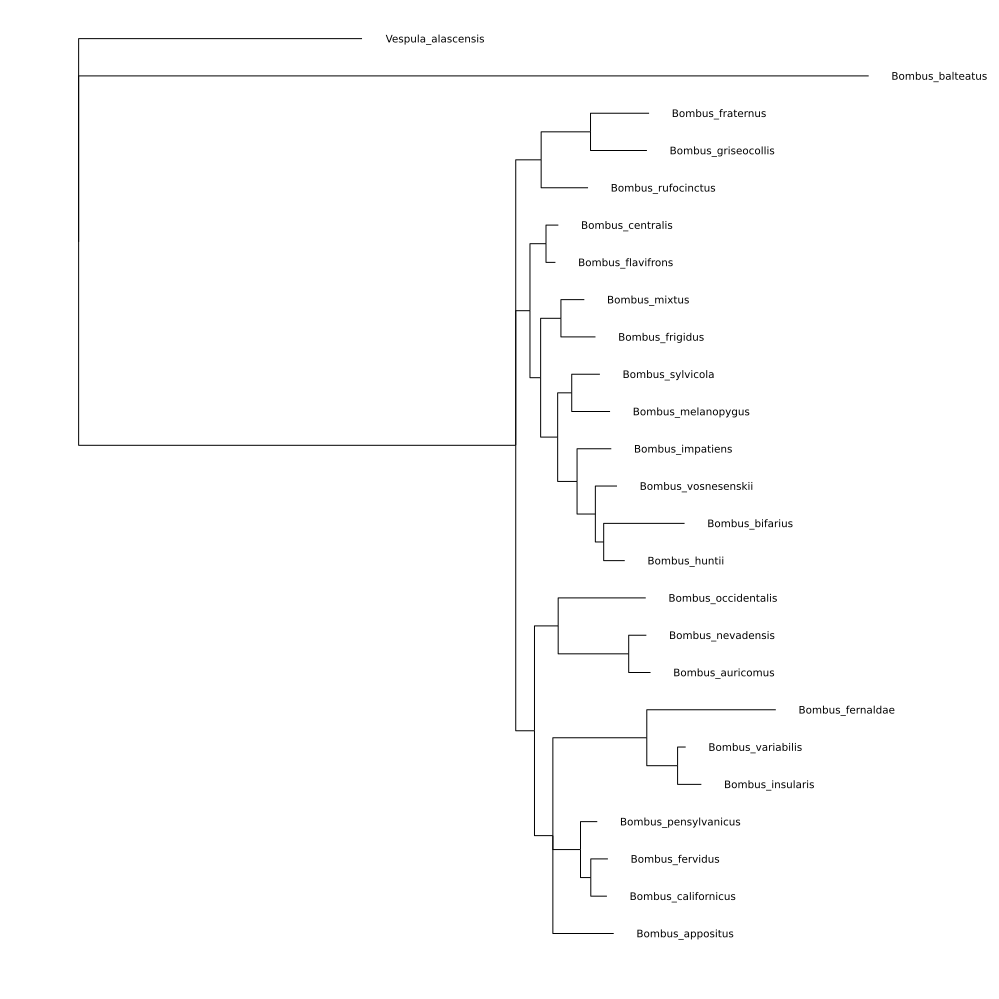 Vespula_alascensis
Bombus_balteatus
Bombus_fraternus
Bombus_griseocollis
Bombus_rufocinctus
Bombus_centralis
Bombus_flavifrons
Bombus_mixtus
Bombus_frigidus
Bombus_sylvicola
Bombus_melanopygus
Bombus_impatiens
Bombus_vosnesenskii
Bombus_bifarius
Bombus_huntii
Bombus_occidentalis
Bombus_nevadensis
Bombus_auricomus
Bombus_fernaldae
Bombus_variabilis
Bombus_insularis
Bombus_pensylvanicus
Bombus_fervidus
Bombus_californicus
Bombus_appositus